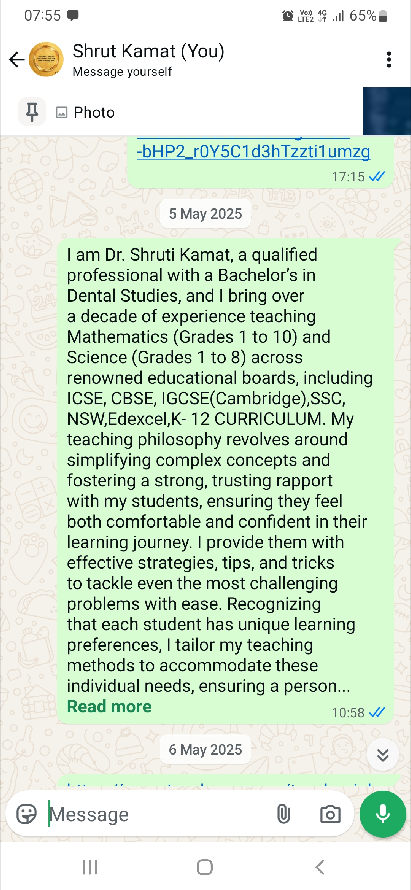 07:55
65%
Shrut Kamat (You)
Message yourself
Photo
-bHP2_r0Y5C1d3hTzzti1umzg
17:15
5 May 2025
I am Dr. Shruti Kamat, a qualified
professional with a Bachelor's in
Dental Studies, and I bring over
a decade of experience teaching
Mathematics (Grades 1 to 10) and
Science (Grades 1 to 8) across
renowned educational boards, including
ICSE, CBSE, IGCSE(Cambridge),SSC,
NSW,Edexcel,K- 12 CURRICULUM. My
teaching philosophy revolves around
simplifying complex concepts and
fostering a strong, trusting rapport
with my students, ensuring they feel
both comfortable and confident in their
learning journey. I provide them with
effective strategies, tips, and tricks
to tackle even the most challenging
problems with ease. Recognizing
that each student has unique learning
preferences, I tailor my teaching
methods to accommodate these
individual needs, ensuring a person...
Read more
10:58
6 May 2025
Message